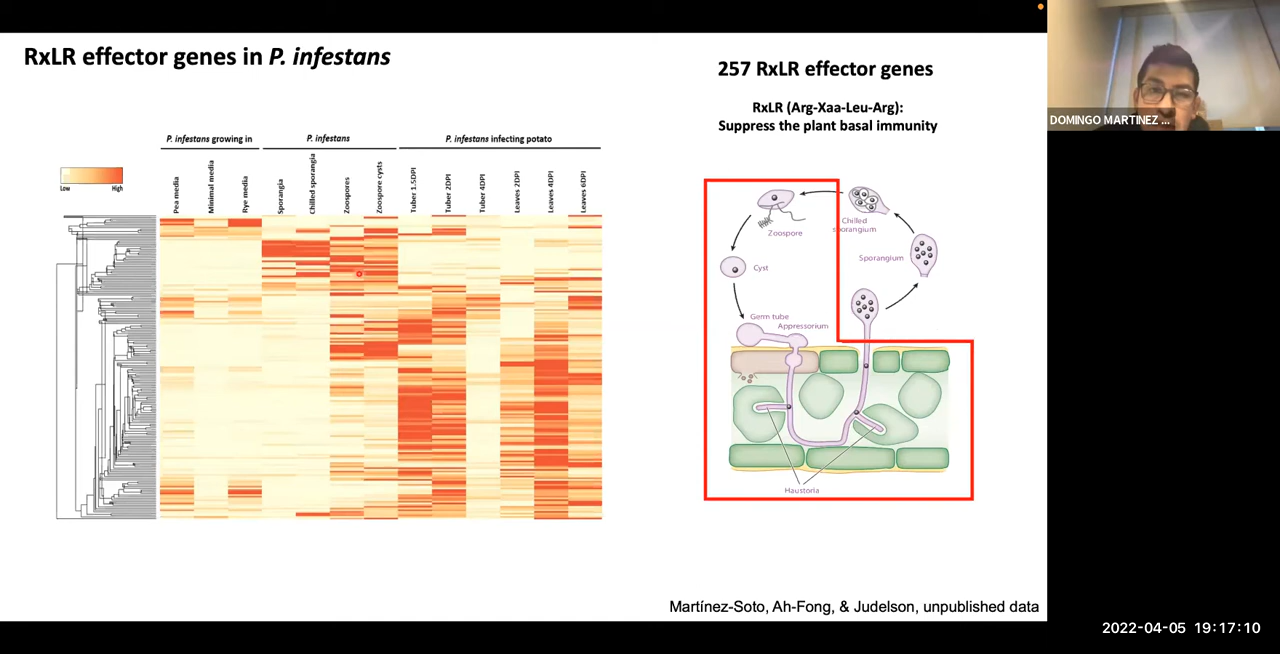 RxLR effector genes in P. infestans
257 RxLR effector genes
RxLR (Arg-Xaa-Leu-Arg):
Suppress the plant basal immunity
P. infestans growing in
P. infestans
P. infestans infecting potato
Low
High
Pea media
Minimal media
Rye media
Sporangia
Chilled sporangia
Zoospores
Zoospore cysts
Tuber 1.5DPI
Tuber 2DPI
Tuber 4DPI
Leaves 2DPI
Leaves 4DPI
Leaves 6DPI
Zoospore
Chilled
sporangium
Sporangium
Cyst
Germ tube
Appressorium
Haustoria
Martínez-Soto, Ah-Fong, & Judelson, unpublished data
DOMINGO MARTINEZ ...
2022-04-05 19:17:10